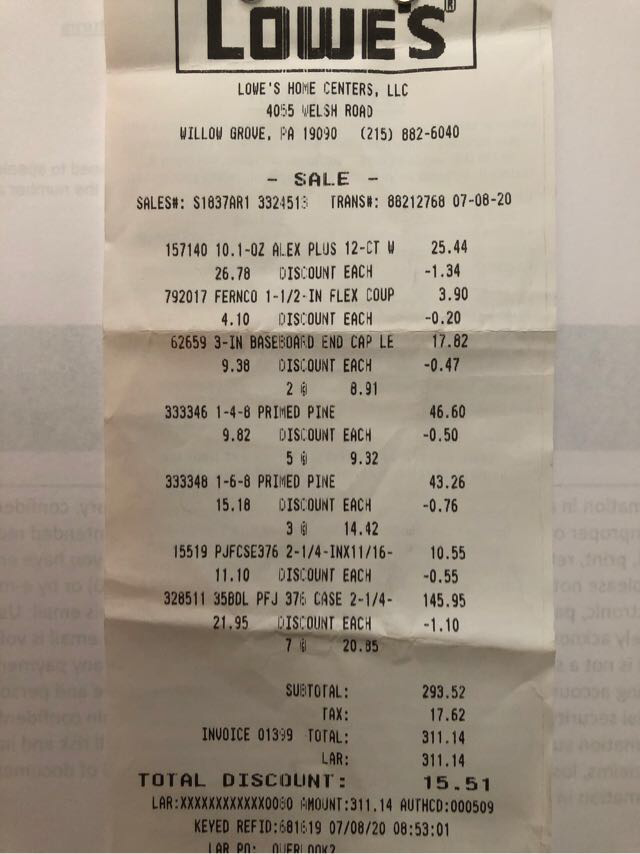 LOWE'S®
LOWE'S HOME CENTERS, LLC
4055 WELSH ROAD
WILLOW GROVE, PA 19090 (215) 882-6040
- SALE -
SALES#: S1837AR1 3324513 TRANS#: 88212768 07-08-20
157140 10.1-OZ ALEX PLUS 12-CT W 25.44
26.78 DISCOUNT EACH -1.34
792017 FERNCO 1-1/2-IN FLEX COUP 3.90
4.10 DISCOUNT EACH -0.20
62659 3-IN BASEBOARD END CAP LE 17.82
9.38 DISCOUNT EACH -0.47
2 @ 8.91
333346 1-4-8 PRIMED PINE 46.60
9.82 DISCOUNT EACH -0.50
5 @ 9.32
333348 1-6-8 PRIMED PINE 43.26
15.18 DISCOUNT EACH -0.76
3 @ 14.42
15519 PJFCSE376 2-1/4-INX11/16- 10.55
11.10 DISCOUNT EACH -0.55
328511 35BDL PFJ 376 CASE 2-1/4- 145.95
21.95 DISCOUNT EACH -1.10
7 @ 20.85
SUBTOTAL: 293.52
TAX: 17.62
INVOICE 01399 TOTAL: 311.14
LAR: 311.14
TOTAL DISCOUNT: 15.51
LAR:XXXXXXXXXXXX0080 AMOUNT:311.14 AUTHCD:000509
KEYED REFID:681619 07/08/20 08:53:01
LAR PO: OVERLOOK2